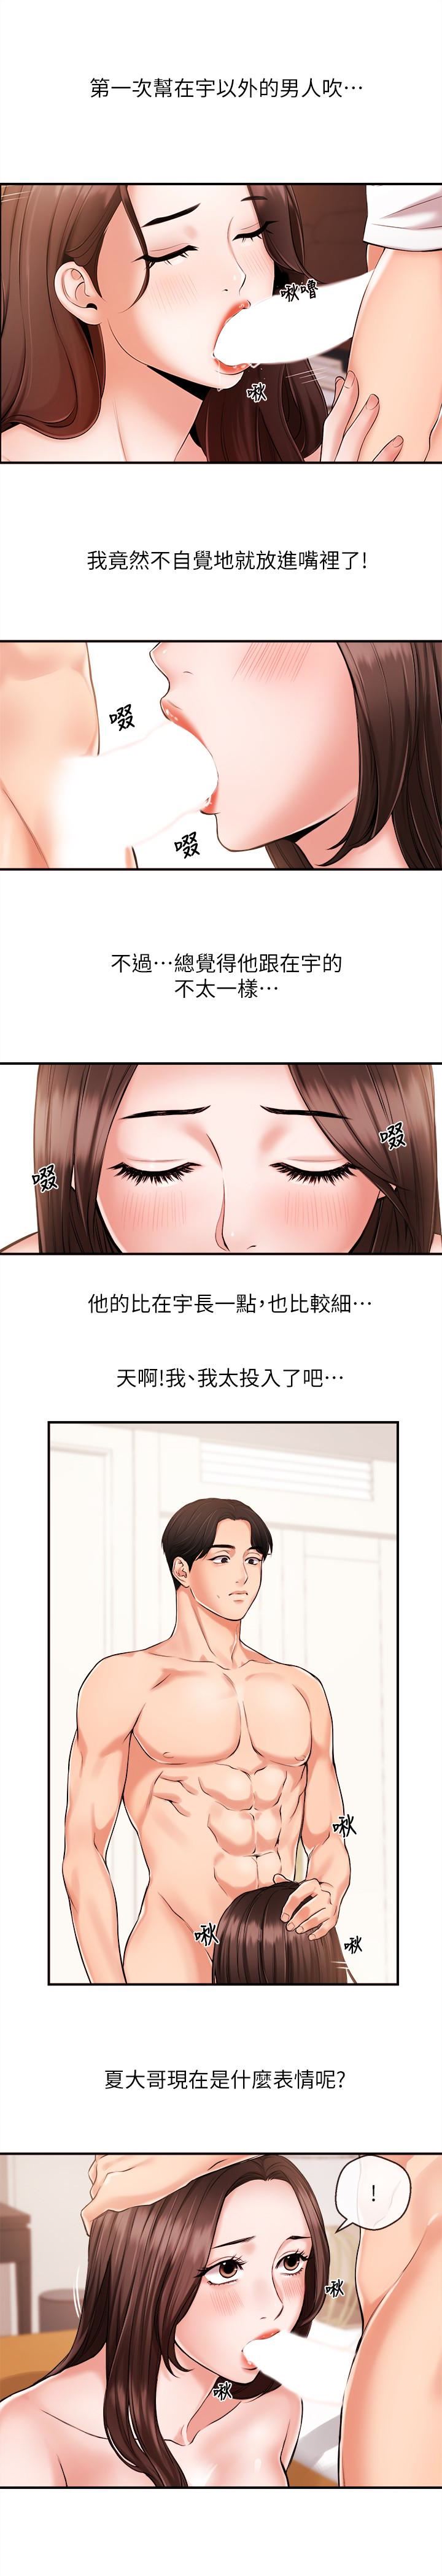 第一次幫在宇以外的男人吹…
啾嘈
啾
我竟然不自覺地就放進嘴裡了!
啜
啜
不過…總覺得他跟在宇的
不太一樣…
啜
啜
他的比在宇長一點,也比較細…
天啊!我、我太投入了吧…
啾
啾
啾
夏大哥現在是什麼表情呢?
!
啾
啾